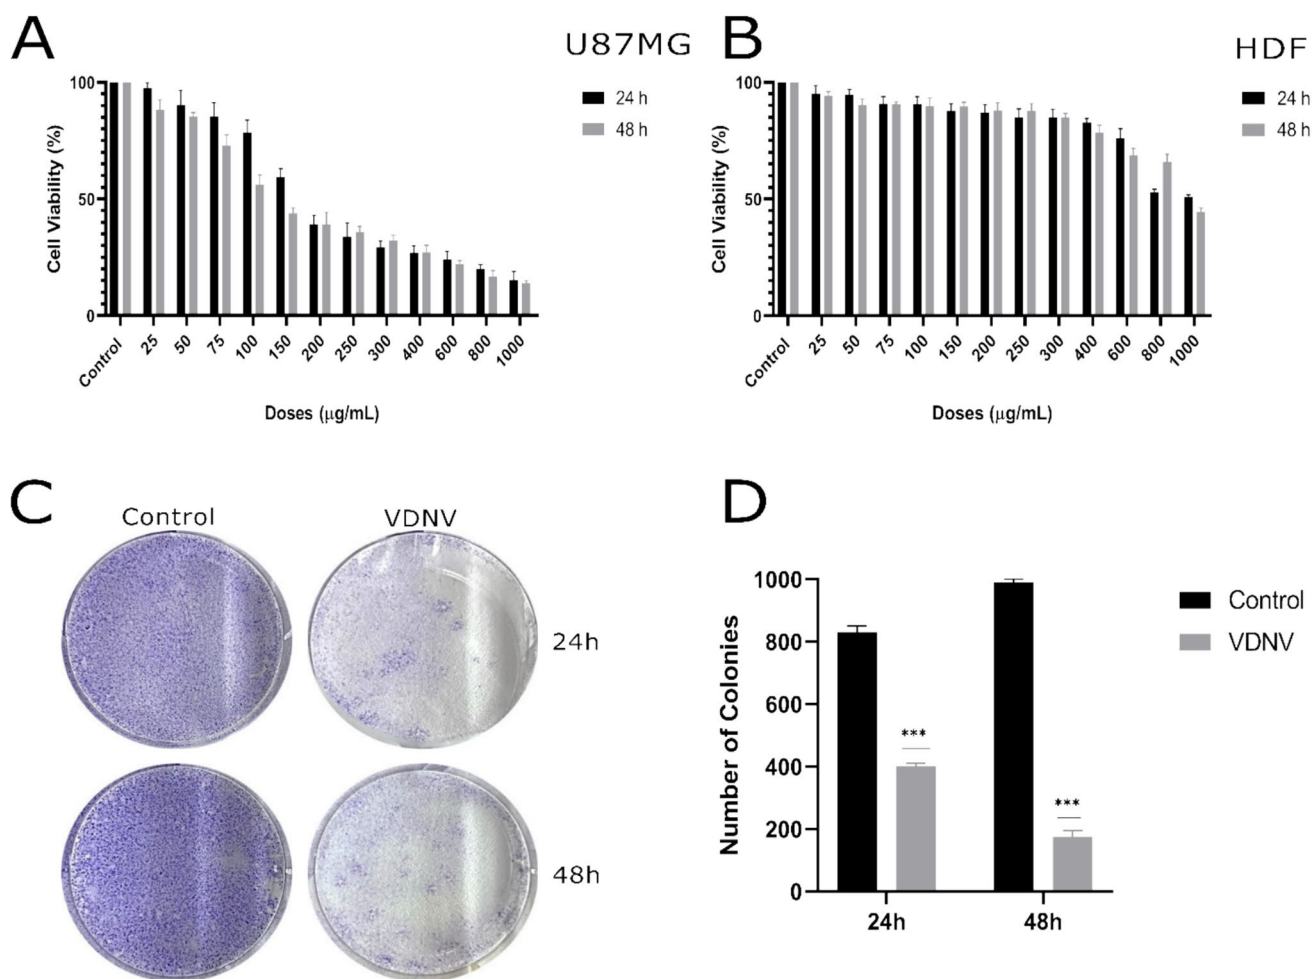 A
U87MG
24 h
48 h
100
50
0
Cell Viability (%)
Control 25 50 75 100 150 200 250 300 400 600 800 1000
Doses (μg/mL)
B
HDF
24 h
48 h
100
50
0
Cell Viability (%)
Control 25 50 75 100 150 200 250 300 400 600 800 1000
Doses (μg/mL)
C
Control VDNV
24h
48h
D
1000
800
600
400
200
0
Number of Colonies
***
***
24h 48h
Control
VDNV